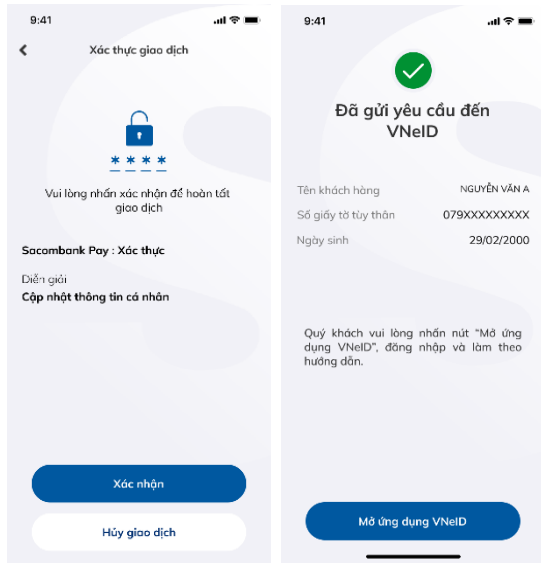 9:41
Xác thực giao dịch
* * * *
Vui lòng nhấn xác nhận để hoàn tất
giao dịch
Sacombank Pay : Xác thực
Diễn giải
Cập nhật thông tin cá nhân
Xác nhận
Hủy giao dịch
9:41
Đã gửi yêu cầu đến
VNeID
Tên khách hàng NGUYỄN VĂN A
Số giấy tờ tùy thân 079XXXXXXXXX
Ngày sinh 29/02/2000
Quý khách vui lòng nhấn nút “Mở ứng
dụng VNeID”, đăng nhập và làm theo
hướng dẫn.
Mở ứng dụng VNeID